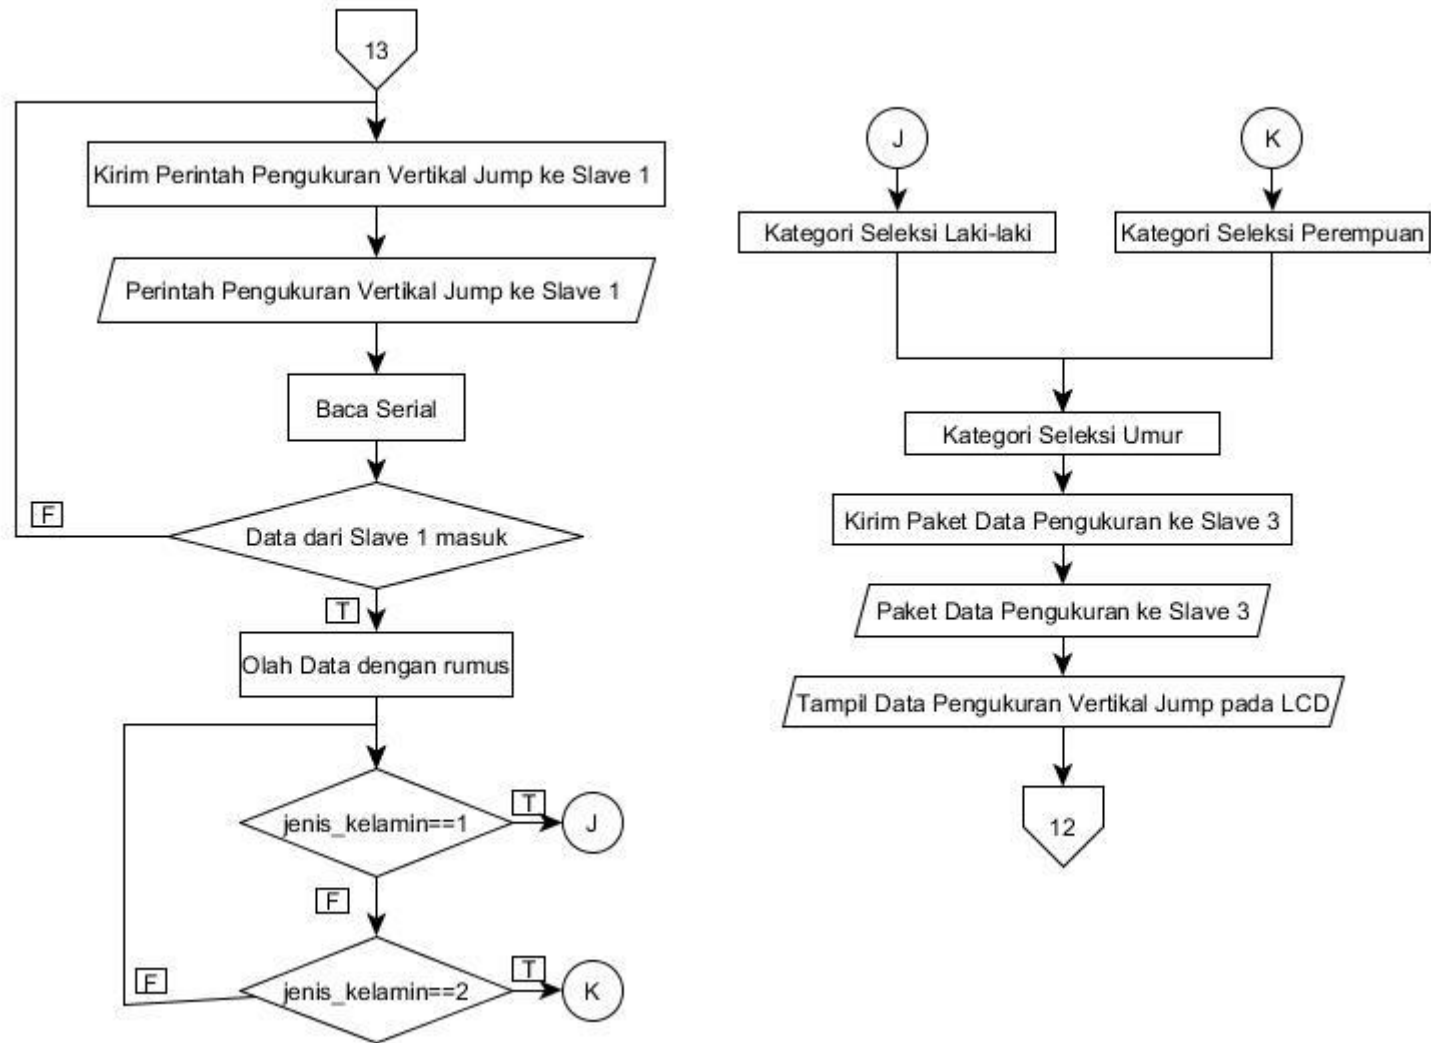 13
Kirim Perintah Pengukuran Vertikal Jump ke Slave 1
Perintah Pengukuran Vertikal Jump ke Slave 1
Baca Serial
F
Data dari Slave 1 masuk
T
Olah Data dengan rumus
jenis_kelamin==1
T
J
F
jenis_kelamin==2
T
K
F
J
K
Kategori Seleksi Laki-laki
Kategori Seleksi Perempuan
Kategori Seleksi Umur
Kirim Paket Data Pengukuran ke Slave 3
Paket Data Pengukuran ke Slave 3
Tampil Data Pengukuran Vertikal Jump pada LCD
12